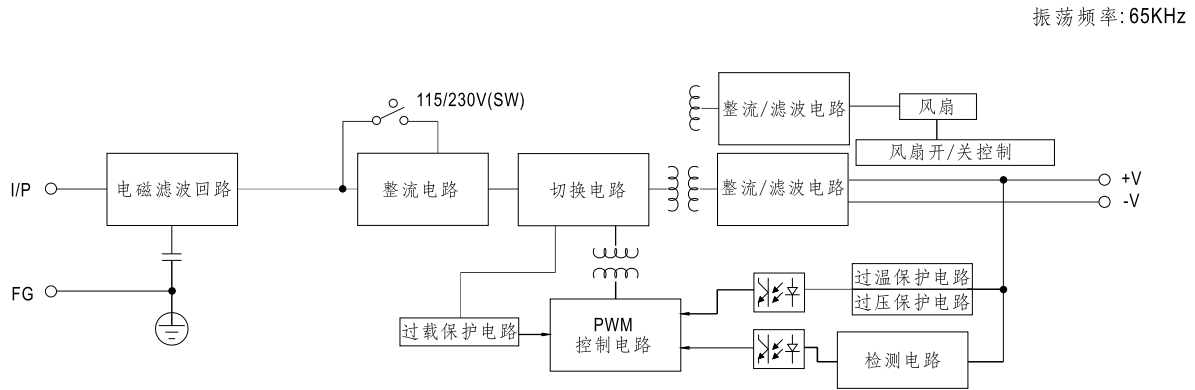 振荡频率: 65KHz
115/230V(SW)
整流/滤波电路
风扇
风扇开/关控制
I/P
电磁滤波回路
整流电路
切换电路
整流/滤波电路
+V
-V
FG
过载保护电路
PWM
控制电路
过温保护电路
过压保护电路
检测电路